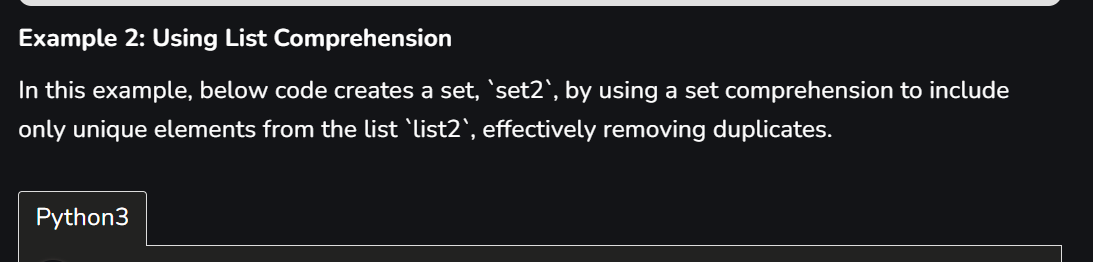 Example 2: Using List Comprehension
In this example, below code creates a set, `set2`, by using a set comprehension to include
only unique elements from the list `list2`, effectively removing duplicates.
Python3